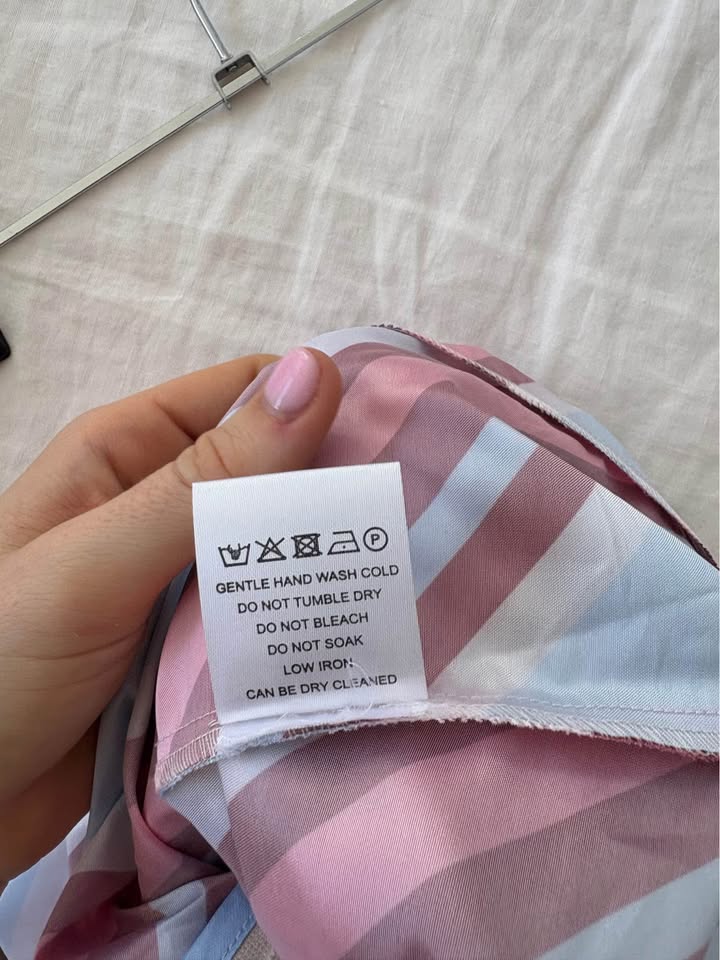 P
GENTLE HAND WASH COLD
DO NOT TUMBLE DRY
DO NOT BLEACH
DO NOT SOAK
LOW IRON
CAN BE DRY CLEANED